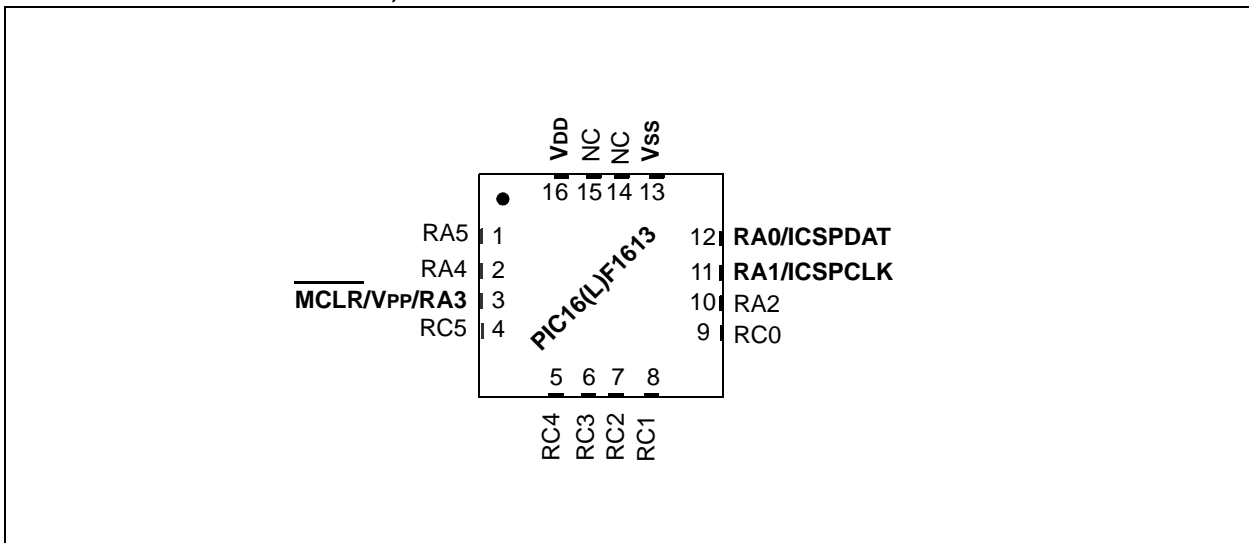 VDD
NC
NC
VSS
16 15 14 13
RA5 1
RA4 2
MCLR/VPP/RA3 3
RC5 4
PIC16(L)F1613
12 RA0/ICSPDAT
11 RA1/ICSPCLK
10 RA2
9 RC0
5 6 7 8
RC4
RC3
RC2
RC1